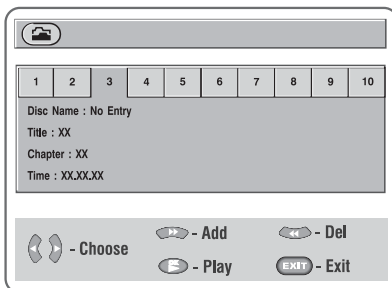 1 2 3 4 5 6 7 8 9 10
Disc Name : No Entry
Title : XX
Chapter : XX
Time : XX.XX.XX
- Choose
- Add
- Del
- Play
EXIT - Exit